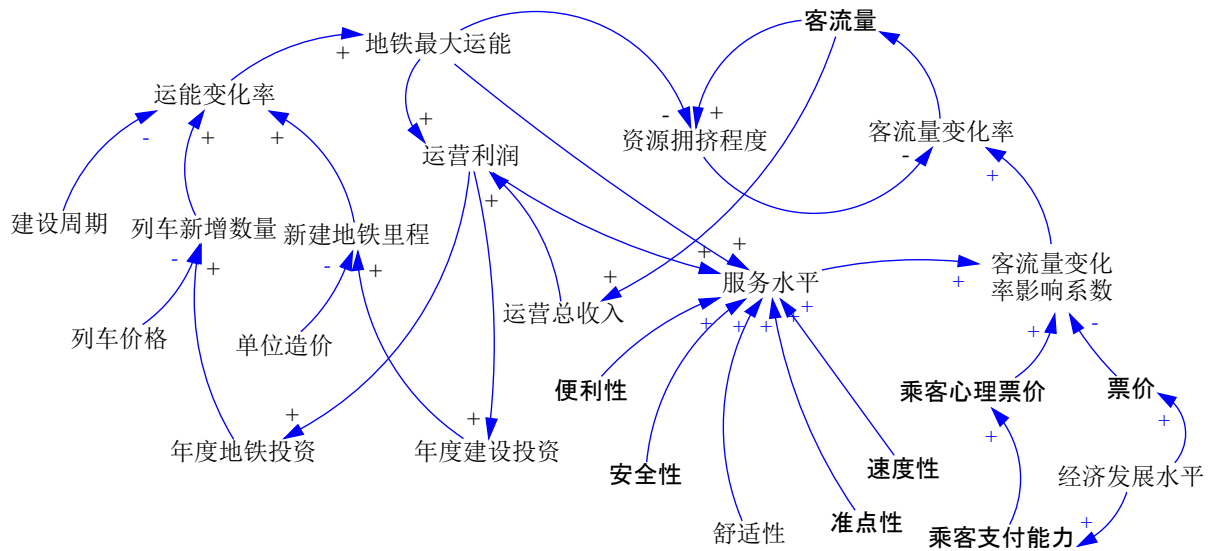 客流量
地铁最大运能
运能变化率
资源拥挤程度
客流量变化率
运营利润
建设周期
列车新增数量
新建地铁里程
服务水平
客流量变化
率影响系数
运营总收入
列车价格
单位造价
便利性
乘客心理票价
票价
年度地铁投资
年度建设投资
安全性
速度性
经济发展水平
舒适性
准点性
乘客支付能力